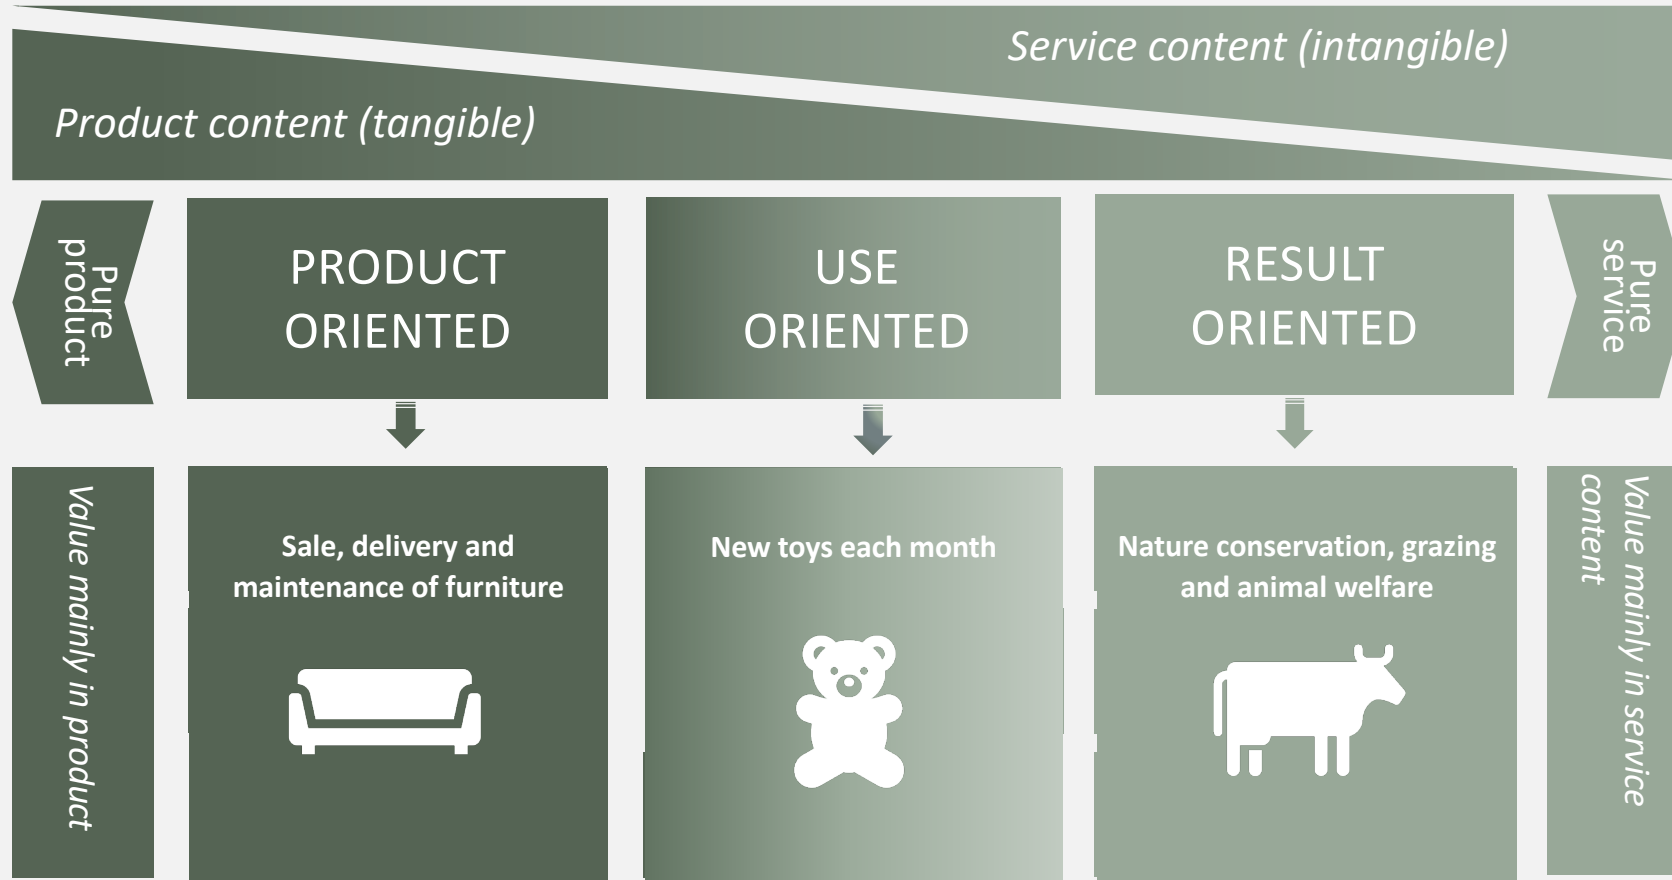 Service content (intangible)
Product content (tangible)
Pure
product
PRODUCT
ORIENTED
USE
ORIENTED
RESULT
ORIENTED
Pure
service
Value mainly in product
Sale, delivery and
maintenance of furniture
New toys each month
Nature conservation, grazing
and animal welfare
Value mainly in service
content